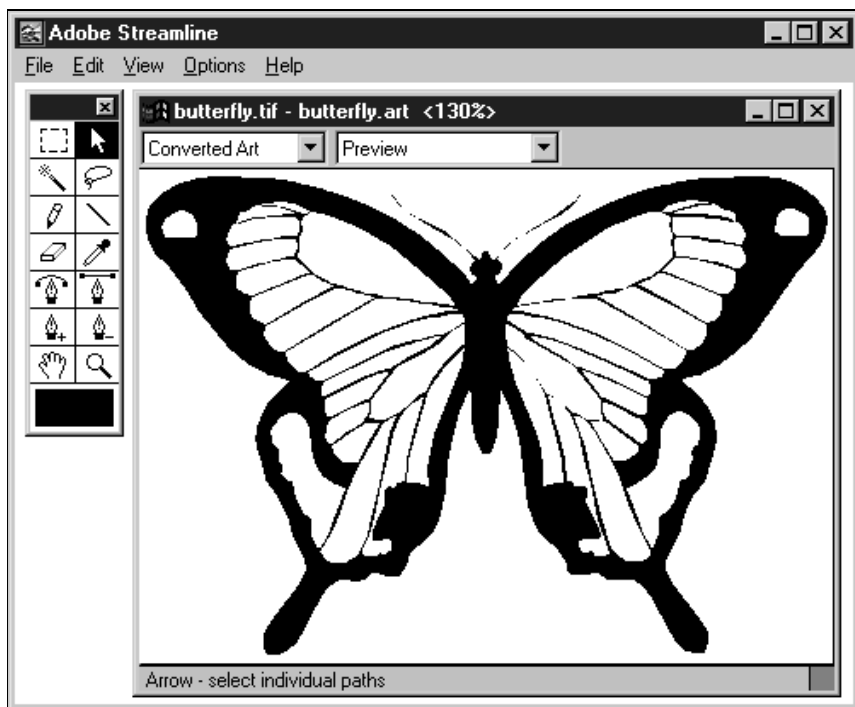 Adobe Streamline
File Edit View Options Help
butterfly.tif - butterfly.art <130%>
Converted Art Preview
Arrow - select individual paths